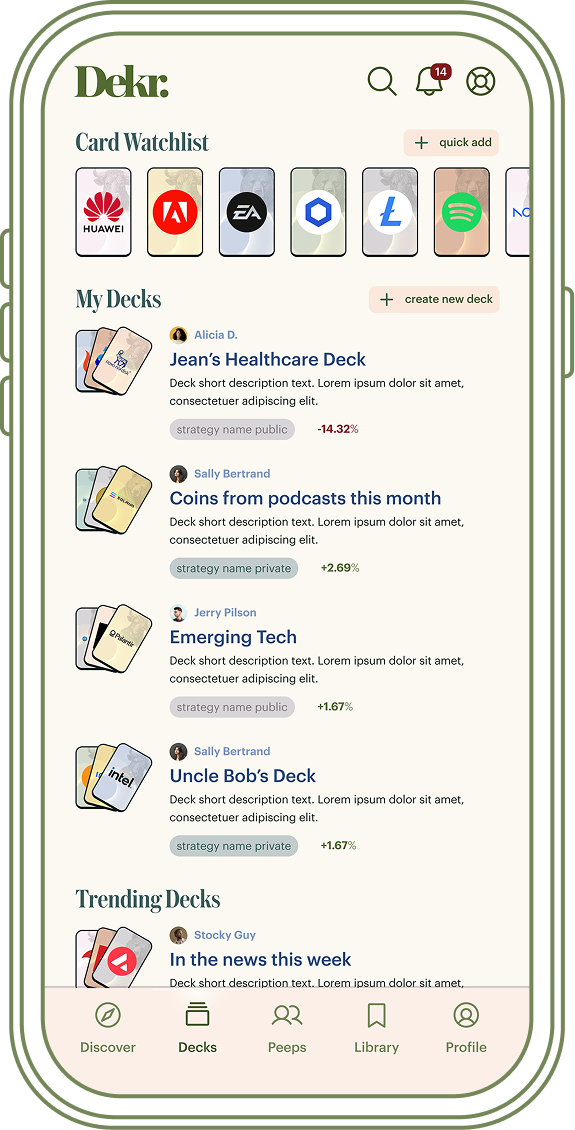 Dekr.
14
Card Watchlist
quick add
HUAWEI
EA
My Decks
create new deck
Alicia D.
Jean’s Healthcare Deck
Deck short description text. Lorem ipsum dolor sit amet,
consectetuer adipiscing elit.
strategy name public
-14.32%
Sally Bertrand
Coins from podcasts this month
Deck short description text. Lorem ipsum dolor sit amet,
consectetuer adipiscing elit.
strategy name private
+2.69%
Jerry Pilson
Emerging Tech
Palantir
Deck short description text. Lorem ipsum dolor sit amet,
consectetuer adipiscing elit.
strategy name public
+1.67%
Sally Bertrand
Uncle Bob’s Deck
intel.
Deck short description text. Lorem ipsum dolor sit amet,
consectetuer adipiscing elit.
strategy name private
+1.67%
Trending Decks
Stocky Guy
In the news this week
Deck short description text. Lorem ipsum dolor sit amet,
Discover
Decks
Peeps
Library
Profile